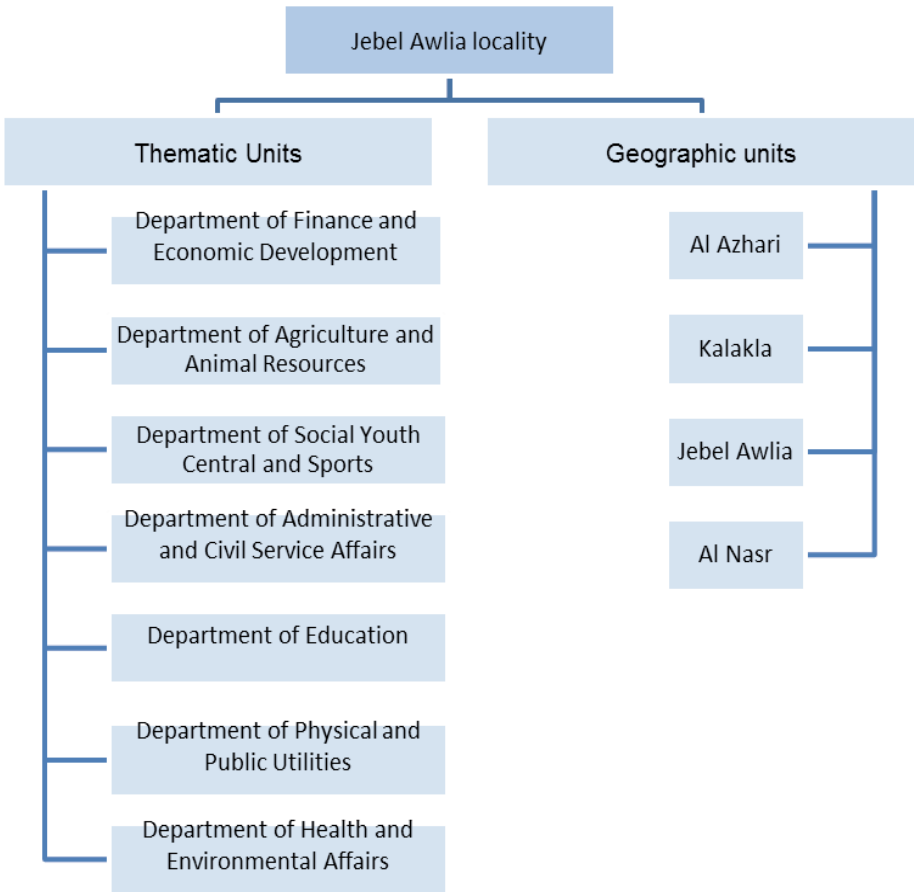 Jebel Awlia locality
Thematic Units
Department of Finance and
Economic Development
Department of Agriculture and
Animal Resources
Department of Social Youth
Central and Sports
Department of Administrative
and Civil Service Affairs
Department of Education
Department of Physical and
Public Utilities
Department of Health and
Environmental Affairs
Geographic units
Al Azhari
Kalakla
Jebel Awlia
Al Nasr